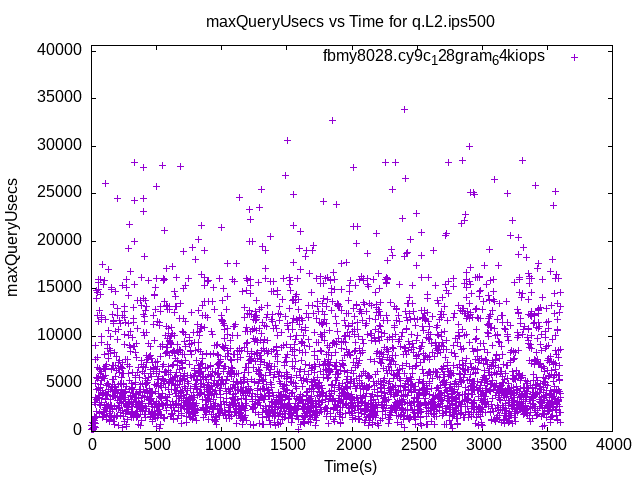 maxQueryUsecs vs Time for q.L2.ips500
fbmy8028.cy9c₁28gram₆4kiops
40000
35000
30000
25000
20000
15000
10000
5000
0
maxQueryUsecs
0 500 1000 1500 2000 2500 3000 3500 4000
Time(s)